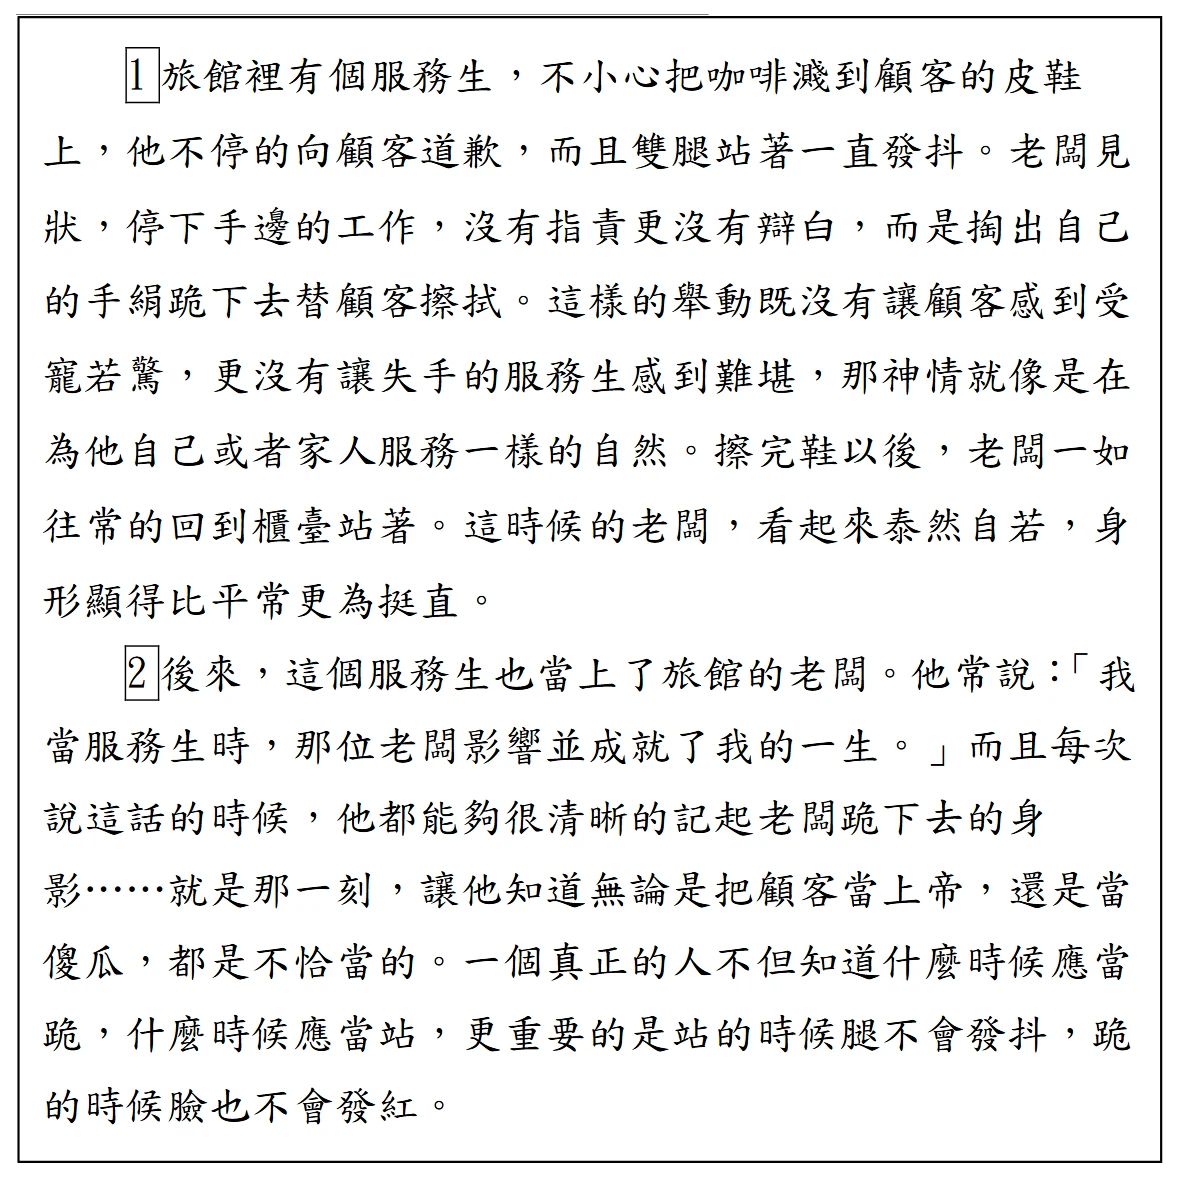 1旅館裡有個服務生，不小心把咖啡濺到顧客的皮鞋
上，他不停的向顧客道歉，而且雙腿站著一直發抖。老闆見
狀，停下手邊的工作，沒有指責更沒有辯白，而是掏出自己
的手絹跪下去替顧客擦拭。這樣的舉動既沒有讓顧客感到受
寵若驚，更沒有讓失手的服務生感到難堪，那神情就像是在
為他自己或者家人服務一樣的自然。擦完鞋以後，老闆一如
往常的回到櫃臺站著。這時候的老闆，看起來泰然自若，身
形顯得比平常更為挺直。
2後來，這個服務生也當上了旅館的老闆。他常說：「我
當服務生時，那位老闆影響並成就了我的一生。」而且每次
說這話的時候，他都能夠很清晰的記起老闆跪下去的身
影……就是那一刻，讓他知道無論是把顧客當上帝，還是當
傻瓜，都是不恰當的。一個真正的人不但知道什麼時候應當
跪，什麼時候應當站，更重要的是站的時候腿不會發抖，跪
的時候臉也不會發紅。